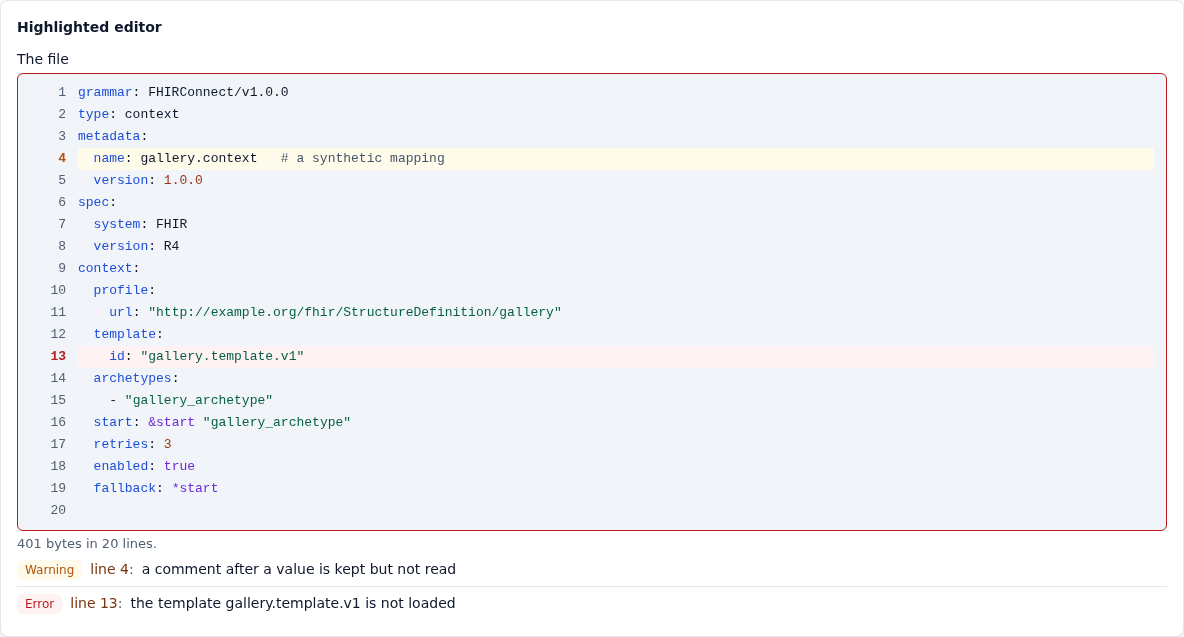 Highlighted editor
The file
1 grammar: FHIRConnect/v1.0.0
2 type: context
3 metadata:
4   name: gallery.context   # a synthetic mapping
5   version: 1.0.0
6 spec:
7   system: FHIR
8   version: R4
9 context:
10   profile:
11     url: "http://example.org/fhir/StructureDefinition/gallery"
12   template:
13     id: "gallery.template.v1"
14   archetypes:
15     - "gallery_archetype"
16   start: &start "gallery_archetype"
17   retries: 3
18   enabled: true
19   fallback: *start
20
401 bytes in 20 lines.
Warning line 4: a comment after a value is kept but not read
Error line 13: the template gallery.template.v1 is not loaded